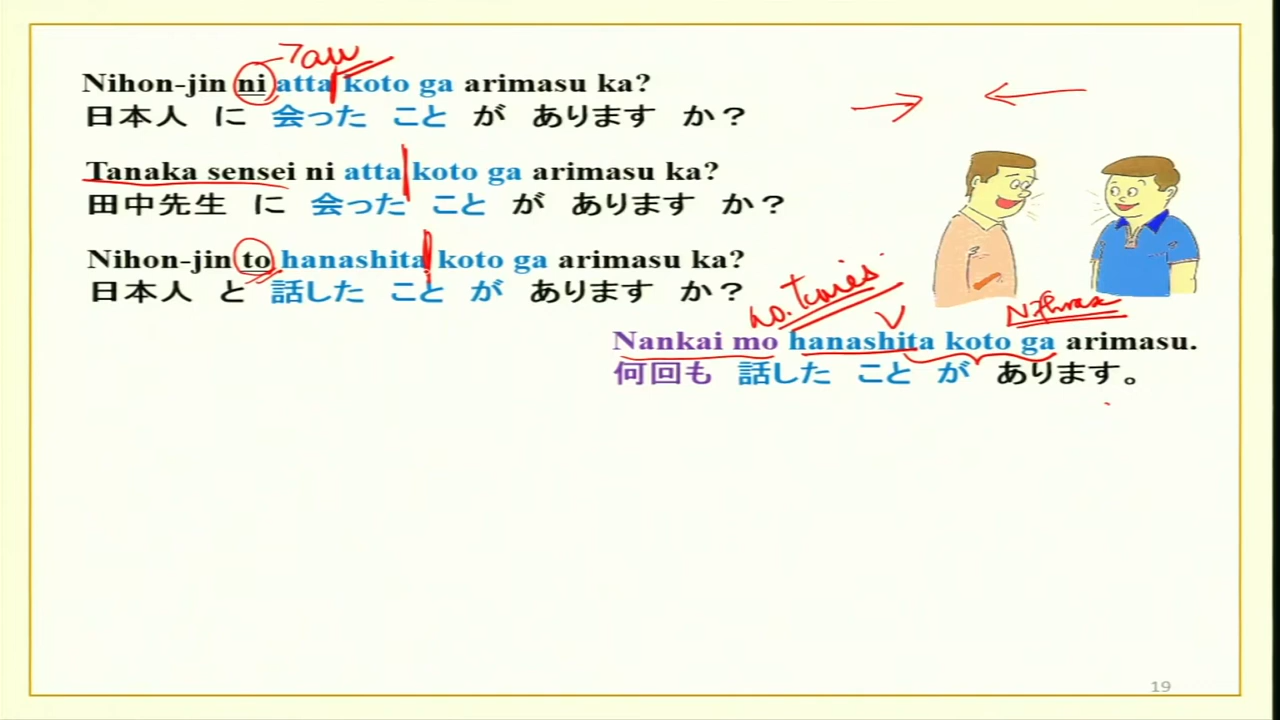 au
Nihon-jin ni atta koto ga arimasu ka?
日本人 に 会った こと が あります か？
Tanaka sensei ni atta koto ga arimasu ka?
田中先生 に 会った こと が あります か？
Nihon-jin to hanashita koto ga arimasu ka?
日本人 と 話した こと が あります か？
no. times.
V
Nankai mo hanashita koto ga arimasu.
何回も 話した こと が あります。
19